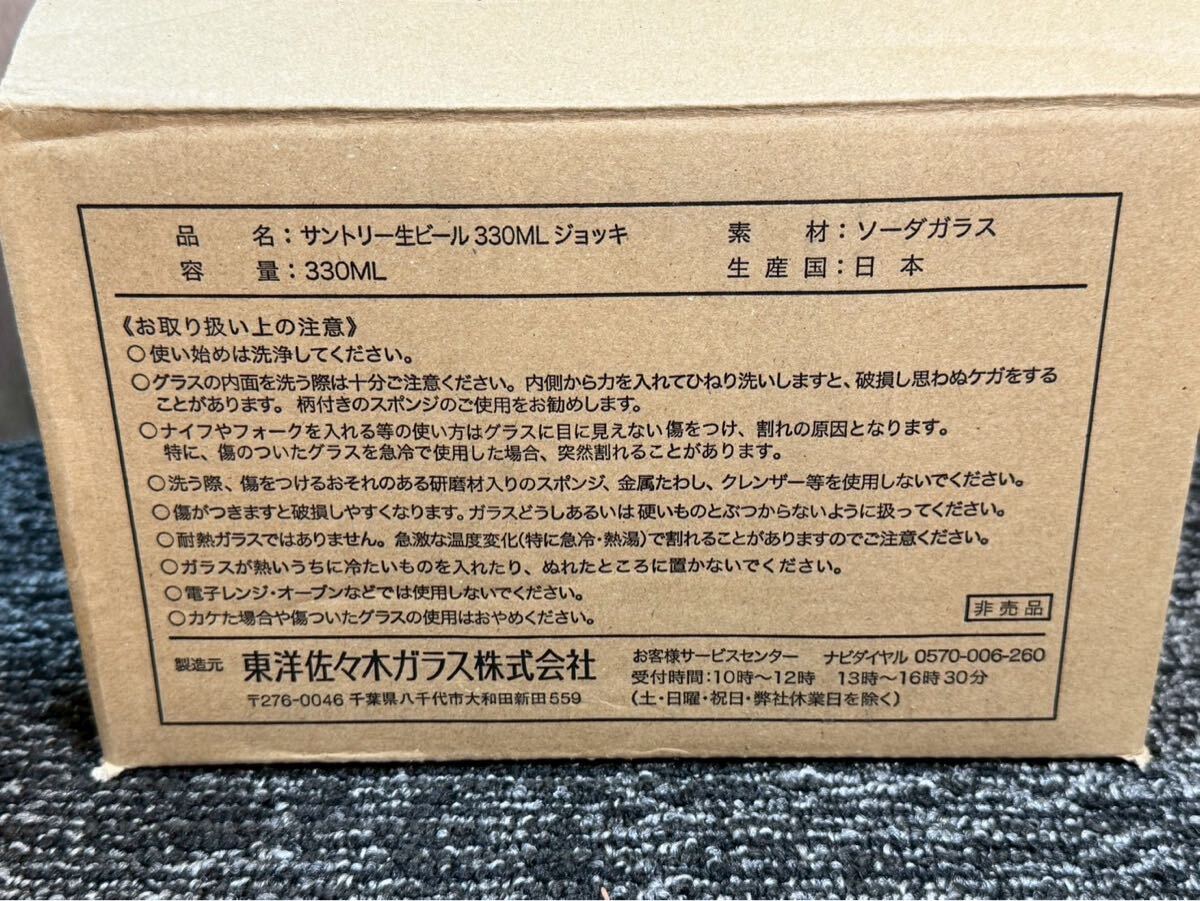 品 名：サントリー生ビール 330ML ジョッキ 素 材：ソーダガラス
容 量：330ML 生産国：日 本
《お取り扱い上の注意》
○使い始めは洗浄してください。
○グラスの内面を洗う際は十分ご注意ください。内側から力を入れてひねり洗いしますと、破損し思わぬケガをする
ことがあります。柄付きのスポンジのご使用をお勧めします。
○ナイフやフォークを入れる等の使い方はグラスに目に見えない傷をつけ、割れの原因となります。
特に、傷のついたグラスを急冷で使用した場合、突然割れることがあります。
○洗う際、傷をつけるおそれのある研磨材入りのスポンジ、金属たわし、クレンザー等を使用しないでください。
○傷がつきますと破損しやすくなります。ガラスどうしあるいは硬いものとぶつからないように扱ってください。
○耐熱ガラスではありません。急激な温度変化(特に急冷・熱湯)で割れることがありますのでご注意ください。
○ガラスが熱いうちに冷たいものを入れたり、ぬれたところに置かないでください。
○電子レンジ・オーブンなどでは使用しないでください。
○カケた場合や傷ついたグラスの使用はおやめください。
非売品
製造元 東洋佐々木ガラス株式会社
〒276-0046 千葉県八千代市大和田新田559
お客様サービスセンター ナビダイヤル 0570-006-260
受付時間：10時～12時 13時～16時30分
(土・日曜・祝日・弊社休業日を除く)